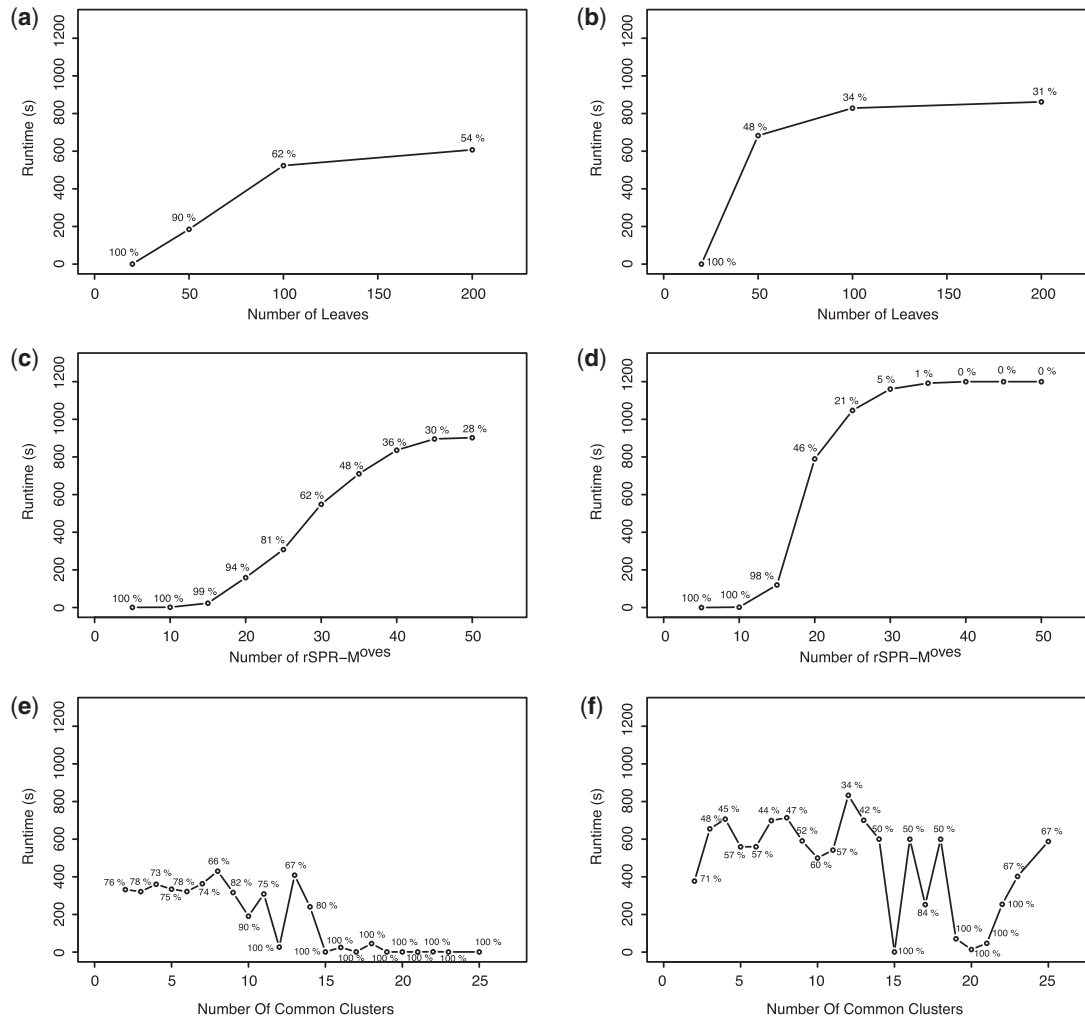 (a)
Runtime (s)
0 200 400 600 800 1000 1200
100 %
90 %
62 %
54 %
0 50 100 150 200
Number of Leaves
(b)
Runtime (s)
0 200 400 600 800 1000 1200
100 %
48 %
34 %
31 %
0 50 100 150 200
Number of Leaves
(c)
Runtime (s)
0 200 400 600 800 1000 1200
100 %
100 %
99 %
94 %
81 %
62 %
48 %
36 %
30 %
28 %
0 10 20 30 40 50
Number of rSPR−Moves
(d)
Runtime (s)
0 200 400 600 800 1000 1200
100 %
100 %
98 %
46 %
21 %
5 %
1 %
0 %
0 %
0 %
0 10 20 30 40 50
Number of rSPR−Moves
(e)
Runtime (s)
0 200 400 600 800 1000 1200
76 %
78 %
73 %
75 %
78 %
74 %
66 %
82 %
90 %
75 %
100 %
67 %
80 %
100 %
100 %
100 %
100 %
100 %
100 %
100 %
100 %
100 %
100 %
0 5 10 15 20 25
Number Of Common Clusters
(f)
Runtime (s)
0 200 400 600 800 1000 1200
71 %
48 %
45 %
57 %
57 %
44 %
47 %
52 %
60 %
57 %
34 %
42 %
50 %
100 %
50 %
84 %
50 %
100 %
100 %
100 %
100 %
67 %
67 %
0 5 10 15 20 25
Number Of Common Clusters